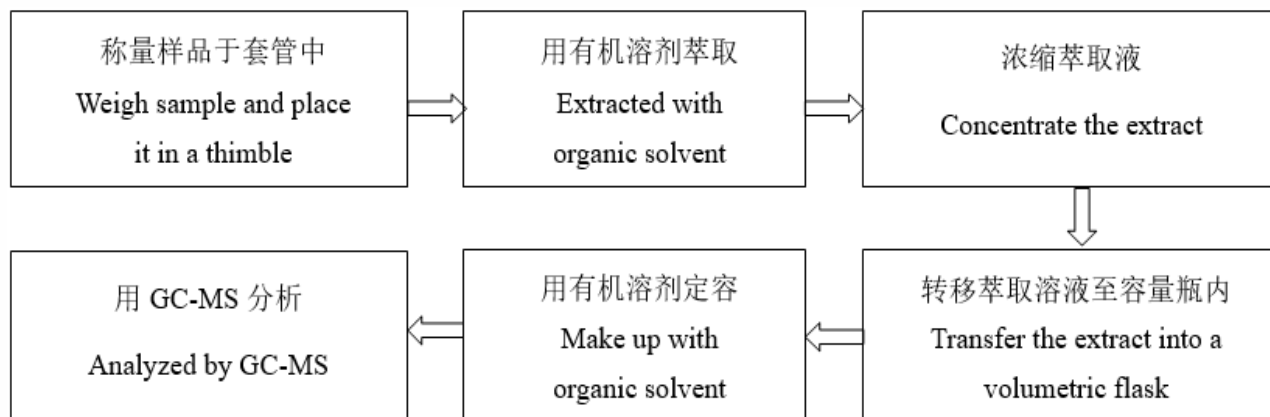 称量样品于套管中
Weigh sample and place
it in a thimble
用有机溶剂萃取
Extracted with
organic solvent
浓缩萃取液
Concentrate the extract
转移萃取溶液至容量瓶内
Transfer the extract into a
volumetric flask
用有机溶剂定容
Make up with
organic solvent
用 GC-MS 分析
Analyzed by GC-MS